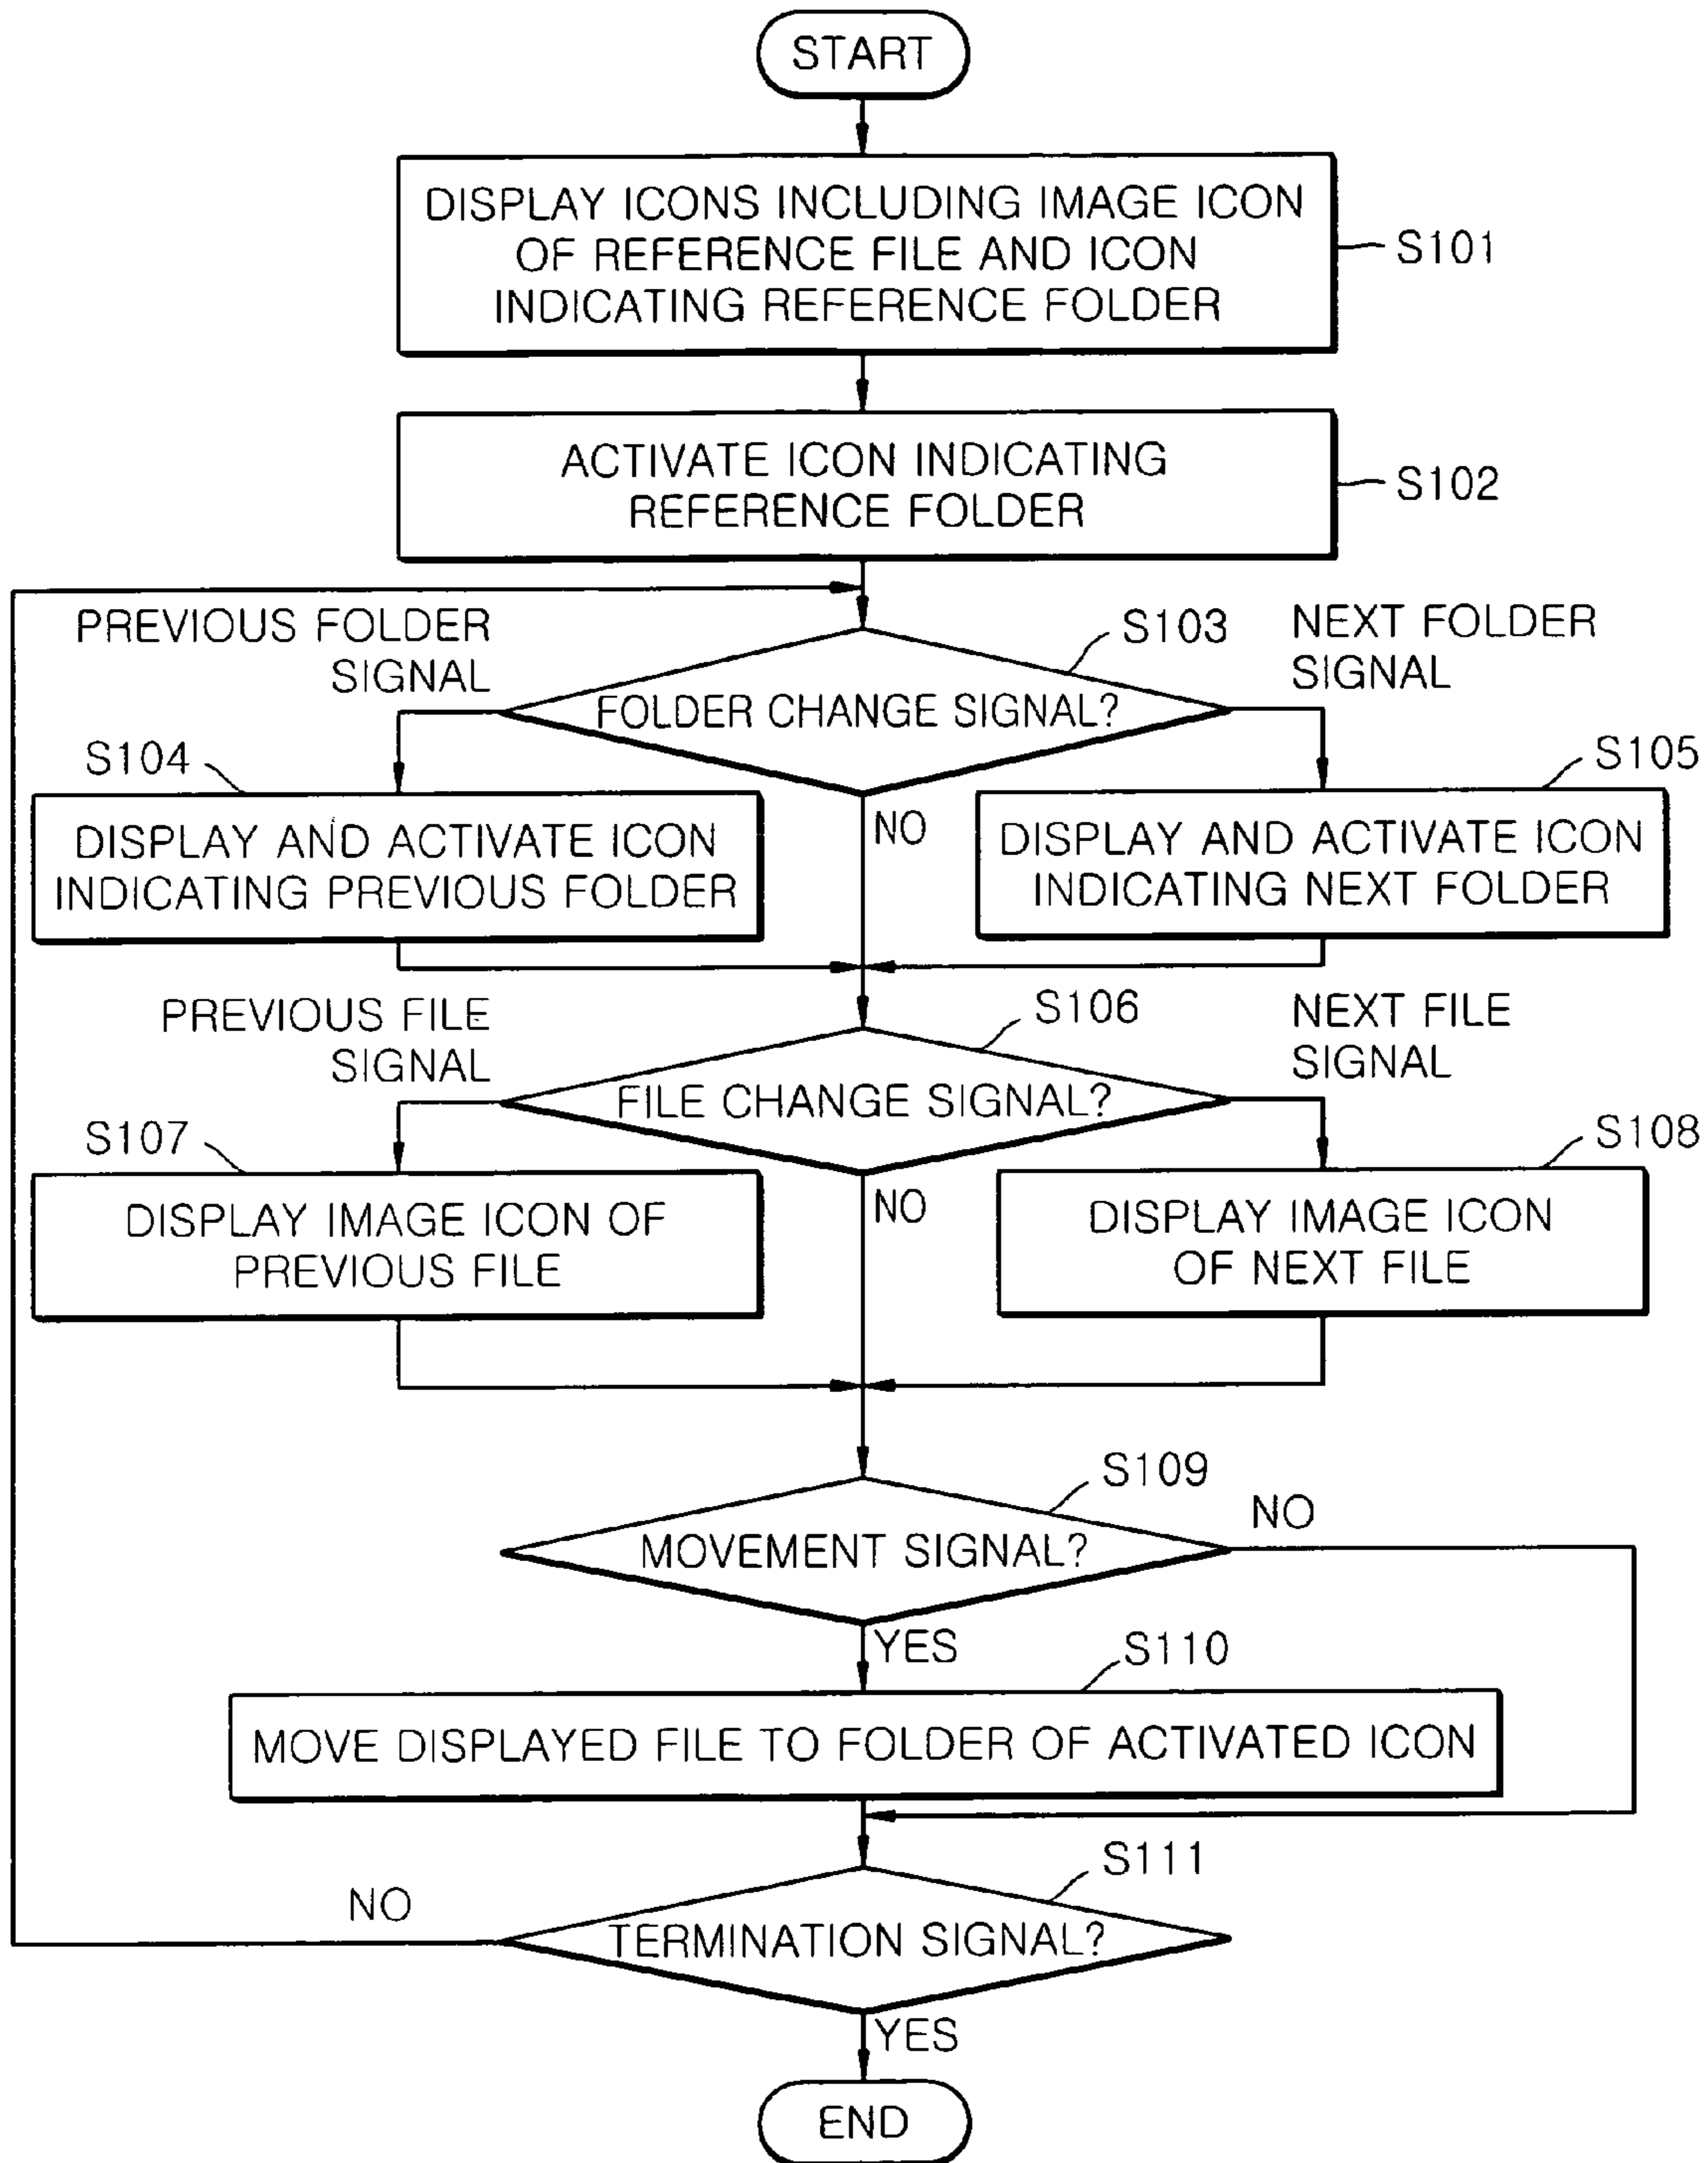 START
DISPLAY ICONS INCLUDING IMAGE ICON
OF REFERENCE FILE AND ICON
INDICATING REFERENCE FOLDER
S101
ACTIVATE ICON INDICATING
REFERENCE FOLDER
S102
PREVIOUS FOLDER
SIGNAL
S103
NEXT FOLDER
SIGNAL
FOLDER CHANGE SIGNAL?
S104
NO
S105
DISPLAY AND ACTIVATE ICON
INDICATING PREVIOUS FOLDER
DISPLAY AND ACTIVATE ICON
INDICATING NEXT FOLDER
PREVIOUS FILE
SIGNAL
S106
NEXT FILE
SIGNAL
FILE CHANGE SIGNAL?
S107
NO
S108
DISPLAY IMAGE ICON OF
PREVIOUS FILE
DISPLAY IMAGE ICON
OF NEXT FILE
S109
MOVEMENT SIGNAL?
NO
YES
S110
MOVE DISPLAYED FILE TO FOLDER OF ACTIVATED ICON
S111
NO
TERMINATION SIGNAL?
YES
END